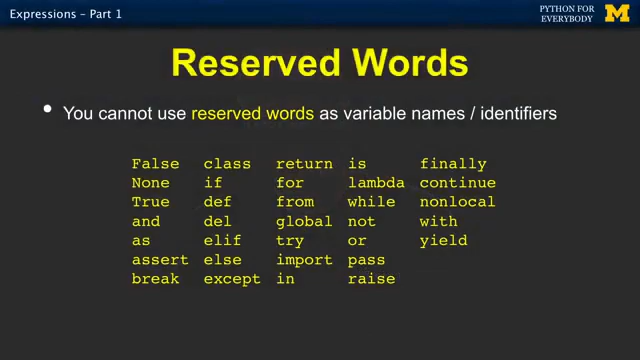 Expressions – Part 1
PYTHON FOR
EVERYBODY
M
Reserved Words
• You cannot use reserved words as variable names / identifiers
False class return is finally
None if for lambda continue
True def from while nonlocal
and del global not with
as elif try or yield
assert else import pass
break except in raise